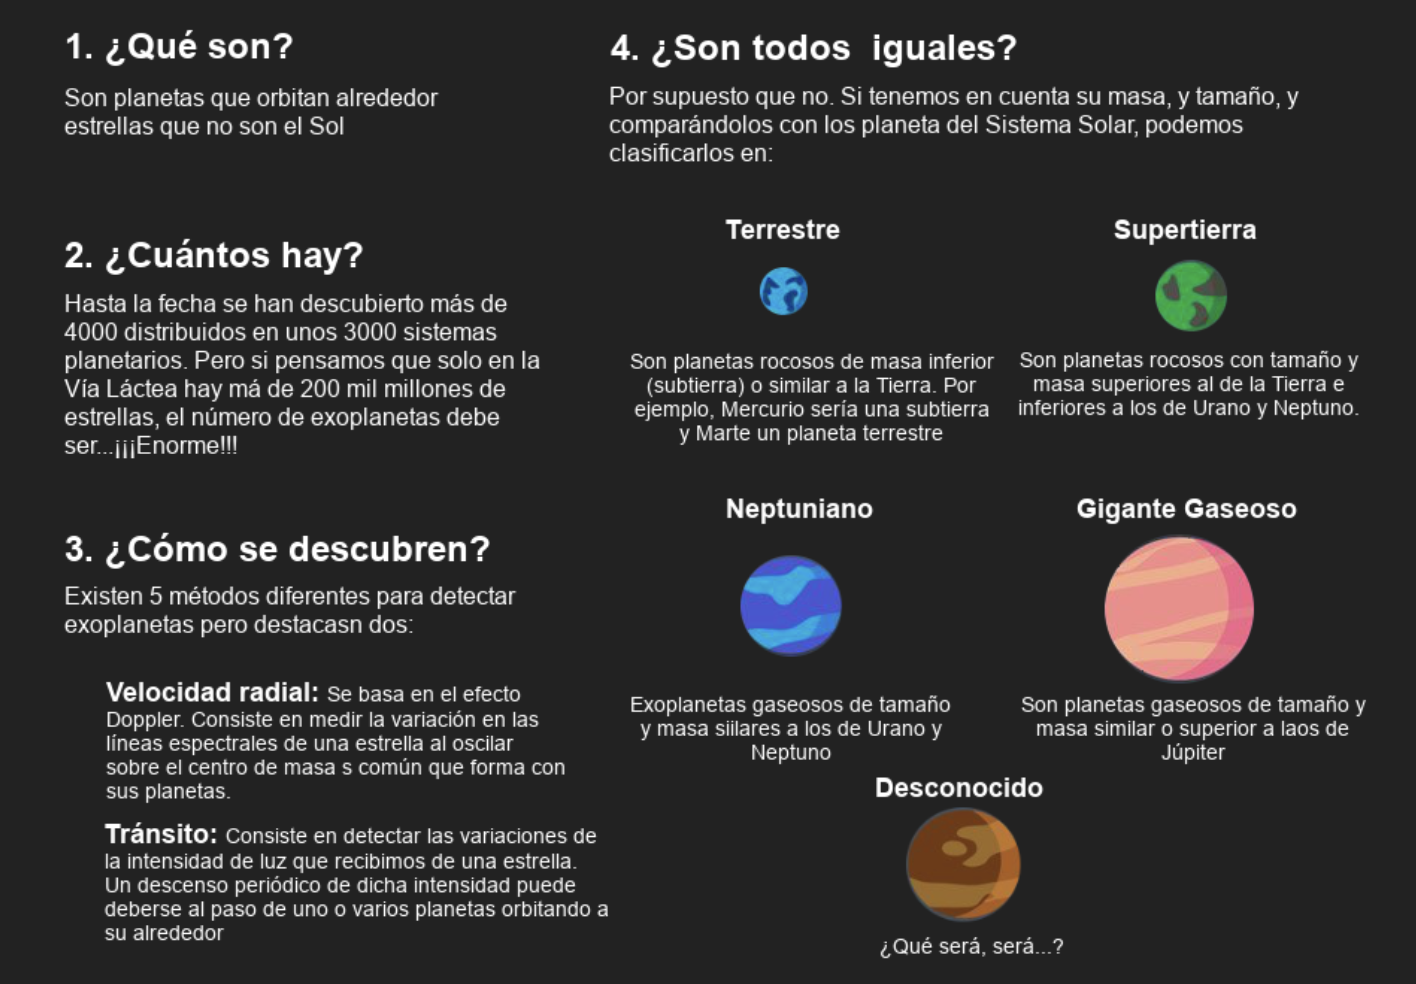 1. ¿Qué son?
Son planetas que orbitan alrededor
estrellas que no son el Sol
2. ¿Cuántos hay?
Hasta la fecha se han descubierto más de
4000 distribuidos en unos 3000 sistemas
planetarios. Pero si pensamos que solo en la
Vía Láctea hay má de 200 mil millones de
estrellas, el número de exoplanetas debe
ser...¡¡¡Enorme!!!
3. ¿Cómo se descubren?
Existen 5 métodos diferentes para detectar
exoplanetas pero destacasn dos:
Velocidad radial: Se basa en el efecto
Doppler. Consiste en medir la variación en las
líneas espectrales de una estrella al oscilar
sobre el centro de masa s común que forma con
sus planetas.
Tránsito: Consiste en detectar las variaciones de
la intensidad de luz que recibimos de una estrella.
Un descenso periódico de dicha intensidad puede
deberse al paso de uno o varios planetas orbitando a
su alrededor
4. ¿Son todos  iguales?
Por supuesto que no. Si tenemos en cuenta su masa, y tamaño, y
comparándolos con los planeta del Sistema Solar, podemos
clasificarlos en:
Terrestre
Son planetas rocosos de masa inferior
(subtierra) o similar a la Tierra. Por
ejemplo, Mercurio sería una subtierra
y Marte un planeta terrestre
Supertierra
Son planetas rocosos con tamaño y
masa superiores al de la Tierra e
inferiores a los de Urano y Neptuno.
Neptuniano
Exoplanetas gaseosos de tamaño
y masa siilares a los de Urano y
Neptuno
Gigante Gaseoso
Son planetas gaseosos de tamaño y
masa similar o superior a laos de
Júpiter
Desconocido
¿Qué será, será...?